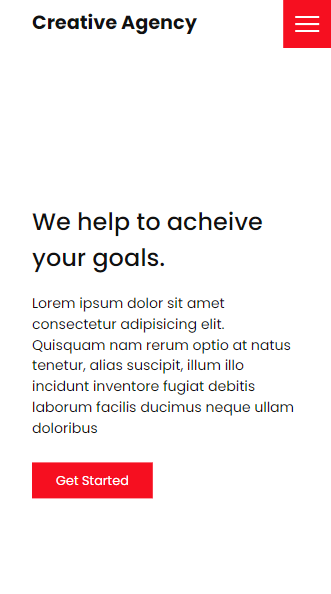 Creative Agency
We help to acheive
your goals.
Lorem ipsum dolor sit amet
consectetur adipisicing elit.
Quisquam nam rerum optio at natus
tenetur, alias suscipit, illum illo
incidunt inventore fugiat debitis
laborum facilis ducimus neque ullam
doloribus
Get Started